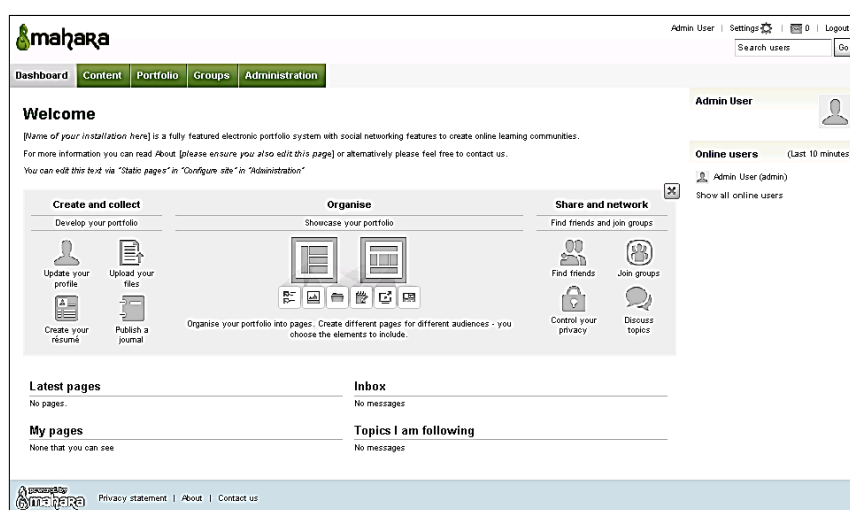 mahara
Admin User | Settings | 0 | Logout
Search users Go
Dashboard Content Portfolio Groups Administration
Welcome
[Name of your installation here] is a fully featured electronic portfolio system with social networking features to create online learning communities.
For more information you can read About [please ensure you also edit this page] or alternatively please feel free to contact us.
You can edit this text via "Static pages" in "Configure site" in "Administration"
Admin User
Online users (Last 10 minutes
Admin User (admin)
Show all online users
Create and collect
Develop your portfolio
Update your
profile
Upload your
files
Create your
résumé
Publish a
journal
Organise
Showcase your portfolio
Organise your portfolio into pages. Create different pages for different audiences - you
choose the elements to include.
Share and network
Find friends and join groups
Find friends
Join groups
Control your
privacy
Discuss
topics
Latest pages
No pages.
Inbox
No messages
My pages
None that you can see
Topics I am following
No messages
powered by
mahara
Privacy statement | About | Contact us